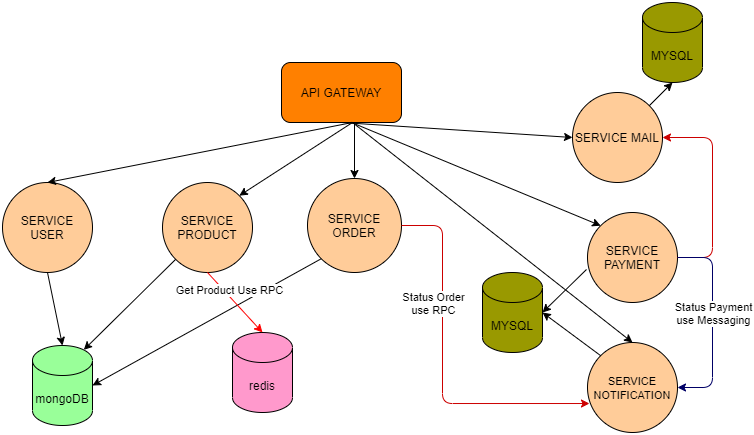 MYSQL
API GATEWAY
SERVICE MAIL
SERVICE
USER
SERVICE
PRODUCT
SERVICE
ORDER
SERVICE
PAYMENT
Get Product Use RPC
Status Order
use RPC
MYSQL
Status Payment
use Messaging
mongoDB
redis
SERVICE
NOTIFICATION